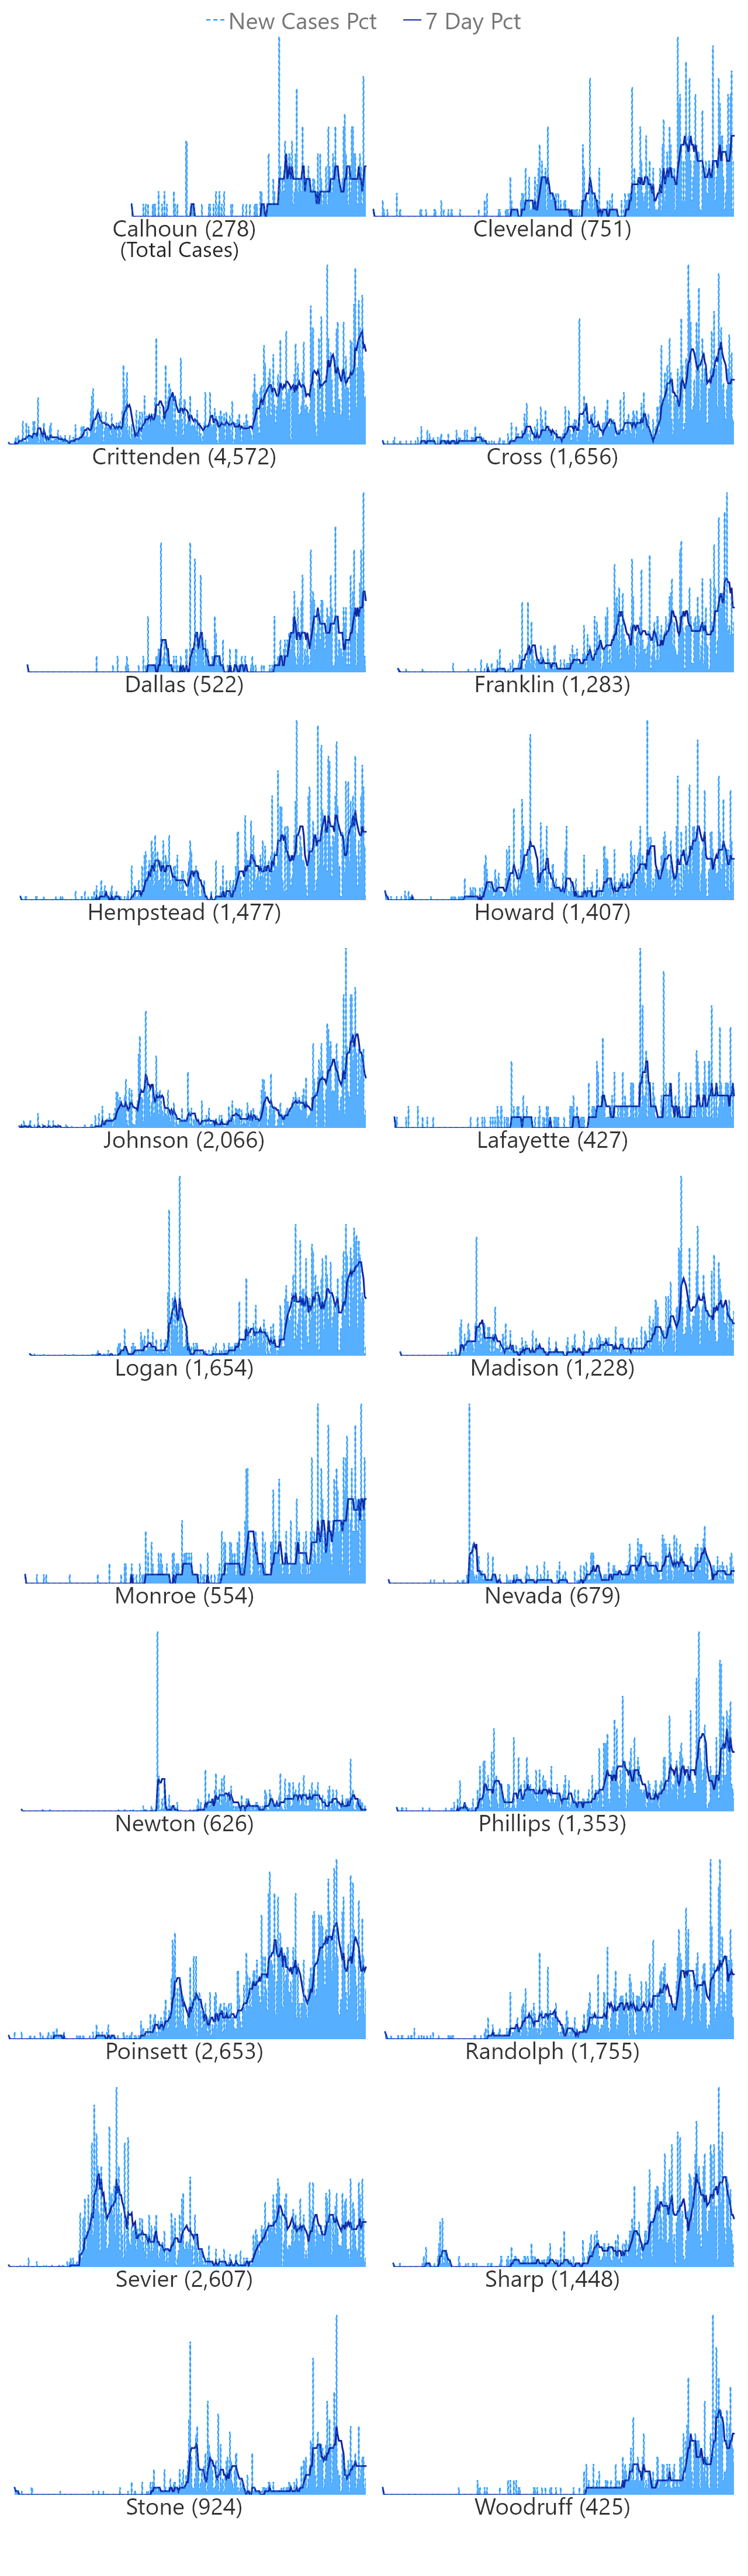 New Cases Pct 7 Day Pct
Calhoun (278) Cleveland (751)
(Total Cases)
Crittenden (4,572) Cross (1,656)
Dallas (522) Franklin (1,283)
Hempstead (1,477) Howard (1,407)
Johnson (2,066) Lafayette (427)
Logan (1,654) Madison (1,228)
Monroe (554) Nevada (679)
Newton (626) Phillips (1,353)
Poinsett (2,653) Randolph (1,755)
Sevier (2,607) Sharp (1,448)
Stone (924) Woodruff (425)